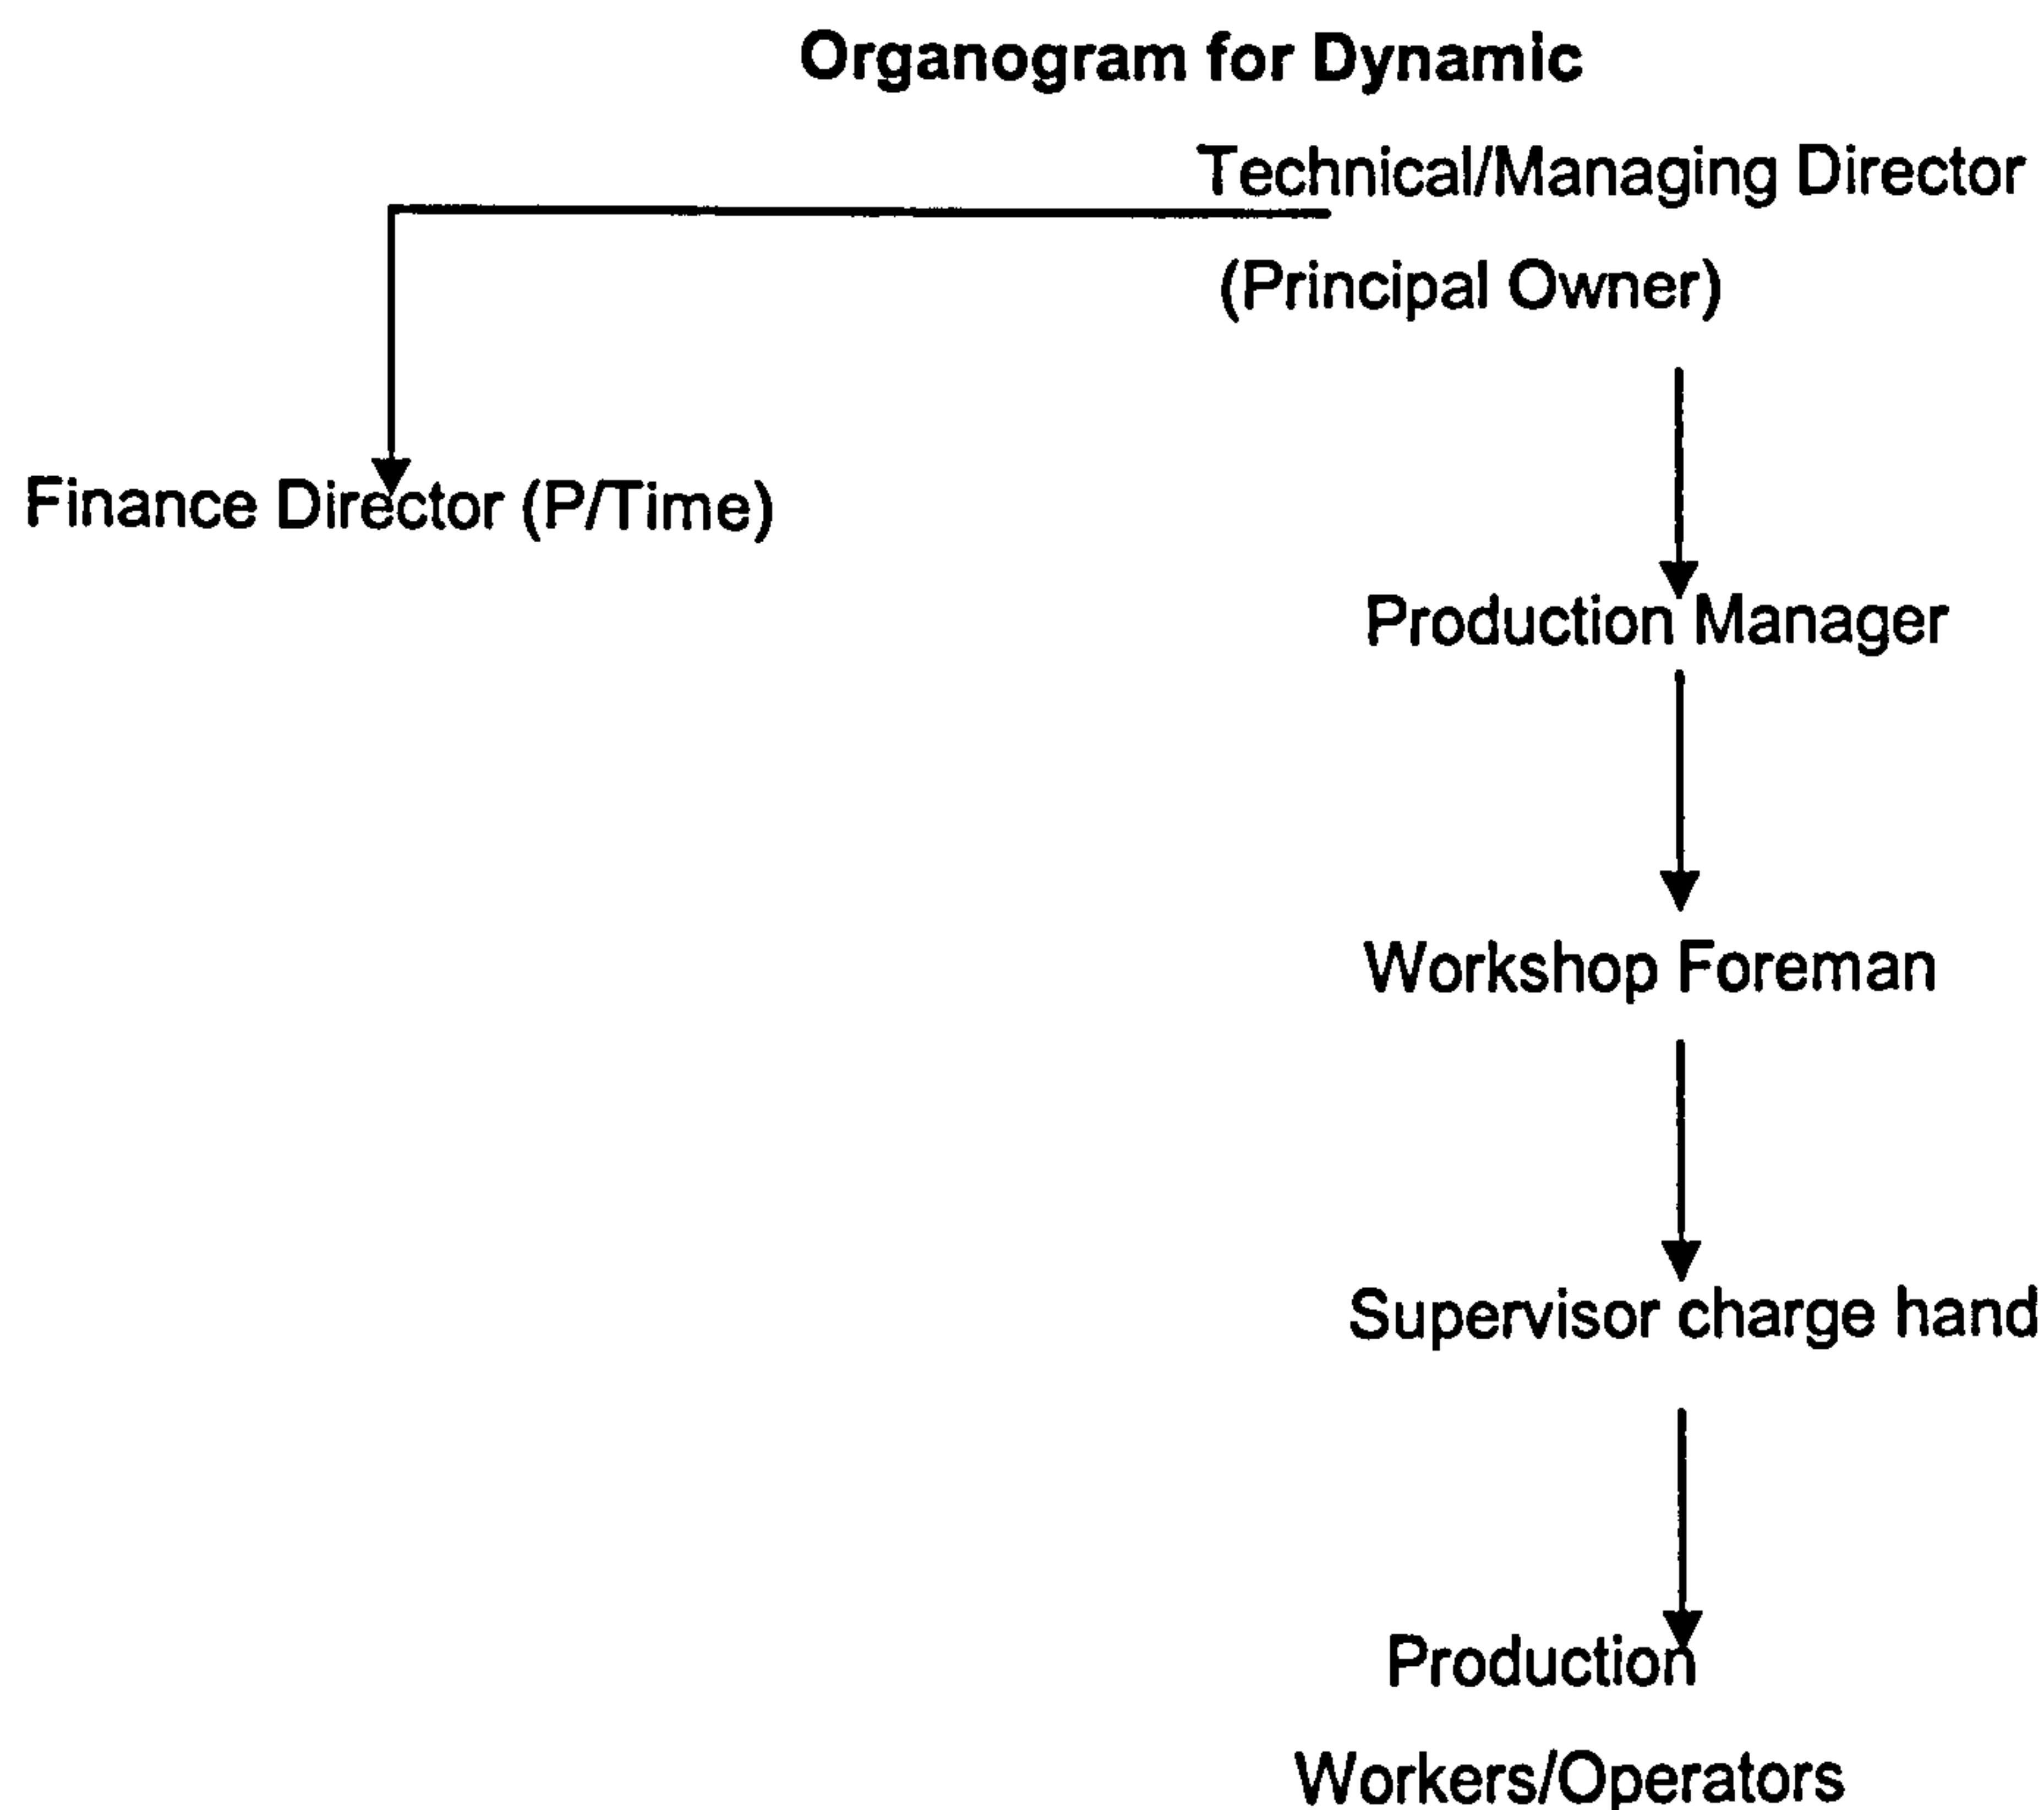 Organogram for Dynamic
Technical/Managing Director
(Principal Owner)
Finance Director (P/Time)
Production Manager
Workshop Foreman
Supervisor charge hand
Production
Workers/Operators